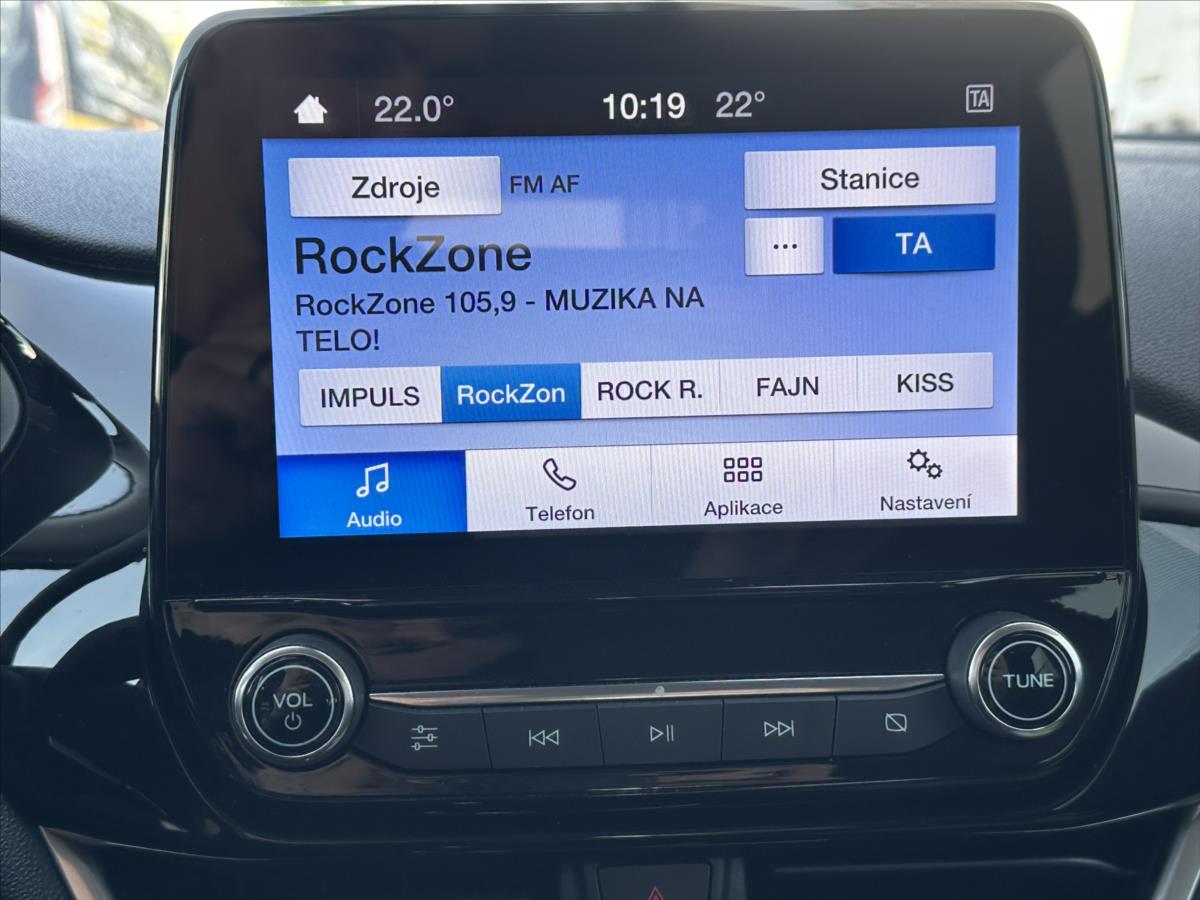 22.0° 10:19 22° TA
Zdroje FM AF Stanice
... TA
RockZone
RockZone 105,9 - MUZIKA NA
TELO!
IMPULS RockZon ROCK R. FAJN KISS
Audio Telefon Aplikace Nastavení
VOL TUNE